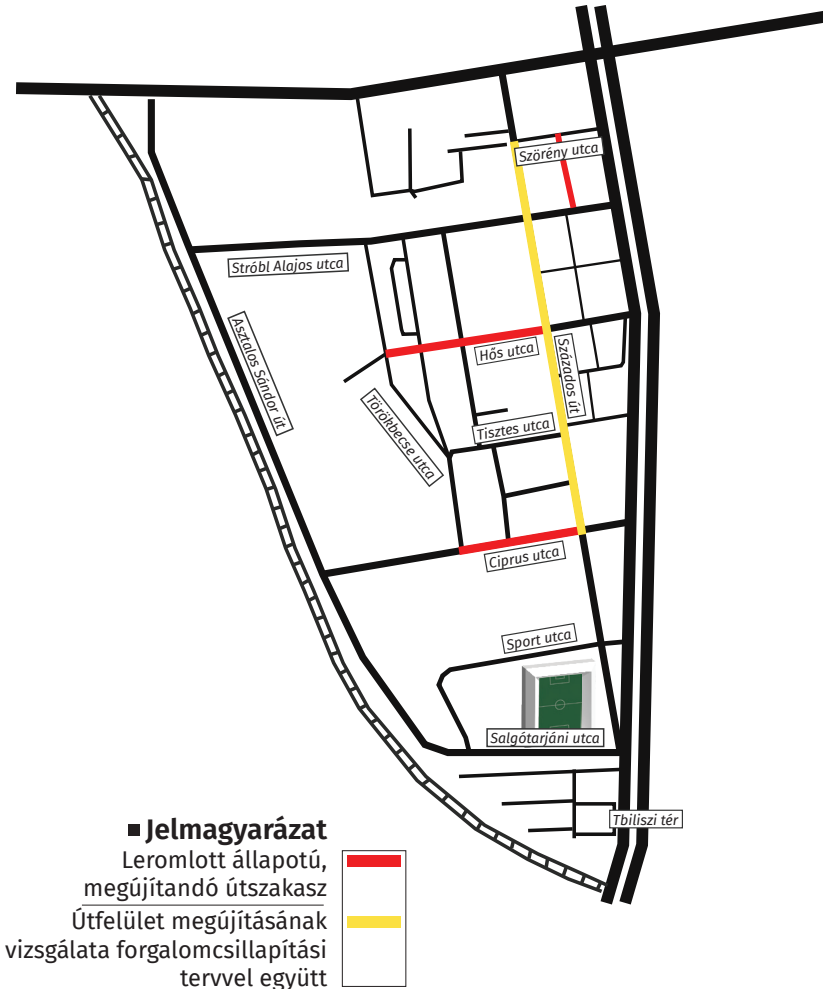 Szörény utca
Stróbl Alajos utca
Asztalos Sándor út
Hős utca
Százados út
Törökbecse utca
Tisztes utca
Ciprus utca
Sport utca
Salgótarjáni utca
Tbiliszi tér
■ Jelmagyarázat
Leromlott állapotú,
megújítandó útszakasz
Útfelület megújításának
vizsgálata forgalomcsillapítási
tervvel együtt